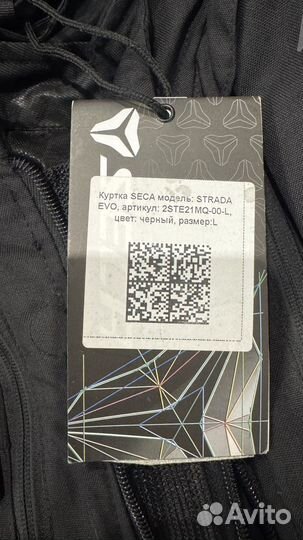 Куртка SECA модель: STRADA
EVO, артикул: 2STE21MQ-00-L,
цвет: черный, размер:L
Avito